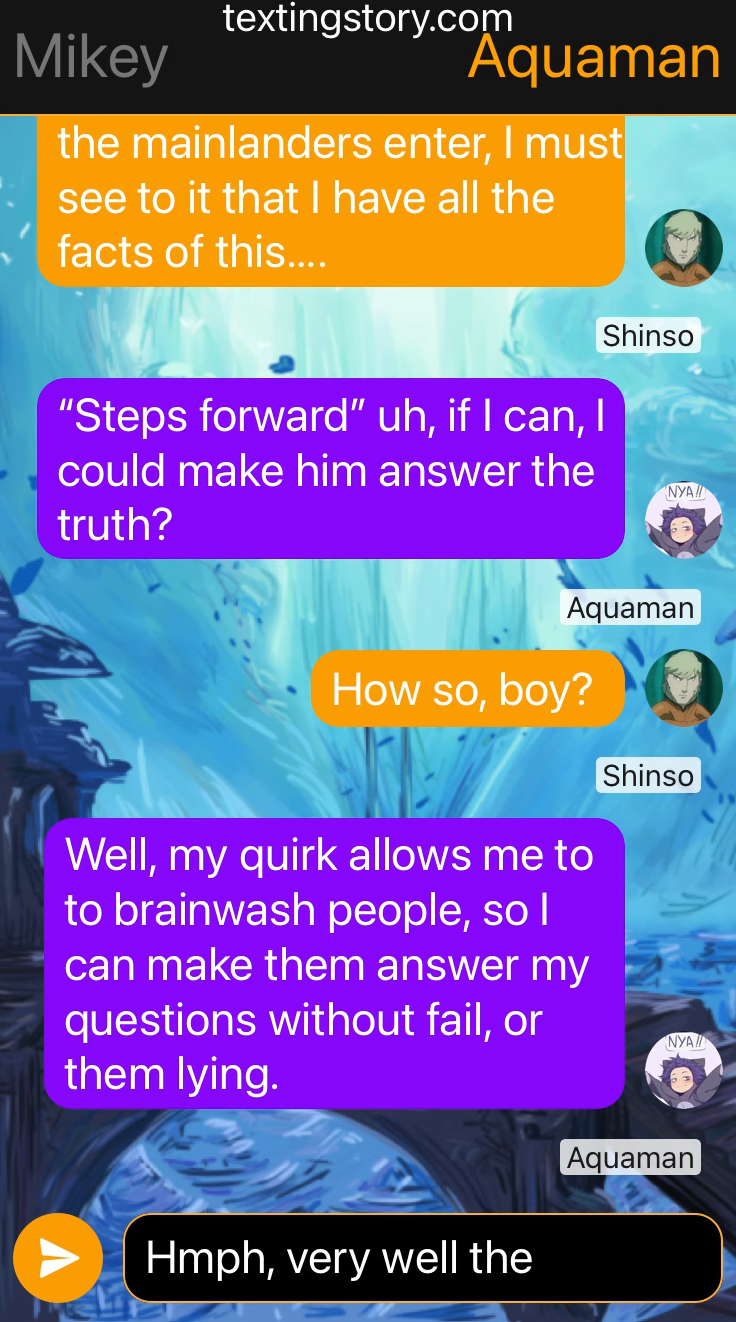 textingstory.com
Mikey
Aquaman
the mainlanders enter, I must
see to it that I have all the
facts of this....
Shinso
“Steps forward” uh, if I can, I
could make him answer the
truth?
NYA!!
Aquaman
How so, boy?
Shinso
Well, my quirk allows me to
to brainwash people, so I
can make them answer my
questions without fail, or
them lying.
NYA!!
Aquaman
Hmph, very well the